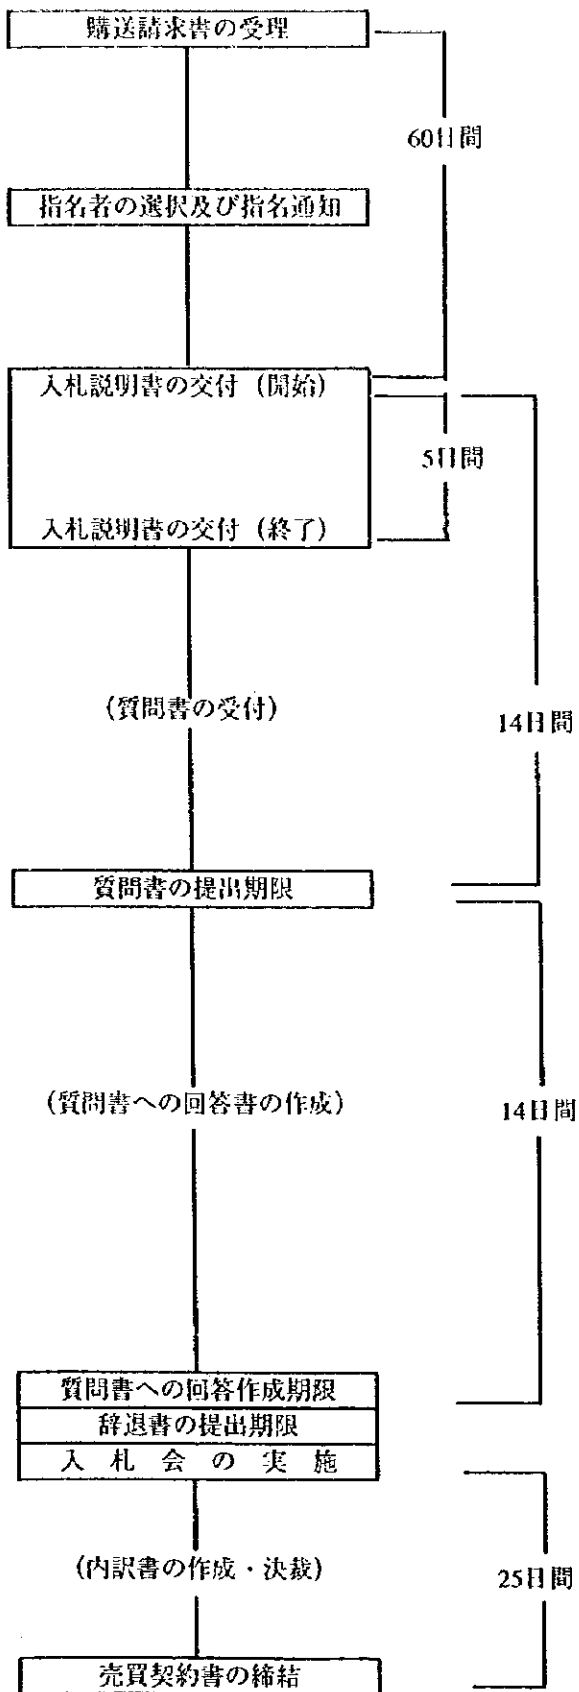 購送請求書の受理
60日間
指名者の選択及び指名通知
入札説明書の交付 (開始)
5日間
入札説明書の交付 (終了)
(質問書の受付)
14日間
質問書の提出期限
(質問書への回答書の作成)
14日間
質問書への回答作成期限
辞退書の提出期限
入札会の実施
(内訳書の作成・決裁)
25日間
売買契約書の締結